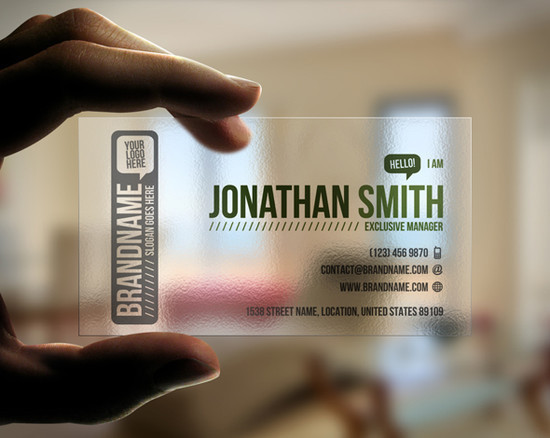 YOUR
LOGO
HERE
BRANDNAME
////////// SLOGAN GOES HERE
HELLO! I AM
JONATHAN SMITH
EXCLUSIVE MANAGER
(123) 456 9870
CONTACT@BRANDNAME.COM
WWW.BRANDNAME.COM
1538 STREET NAME, LOCATION, UNITED STATES 89109